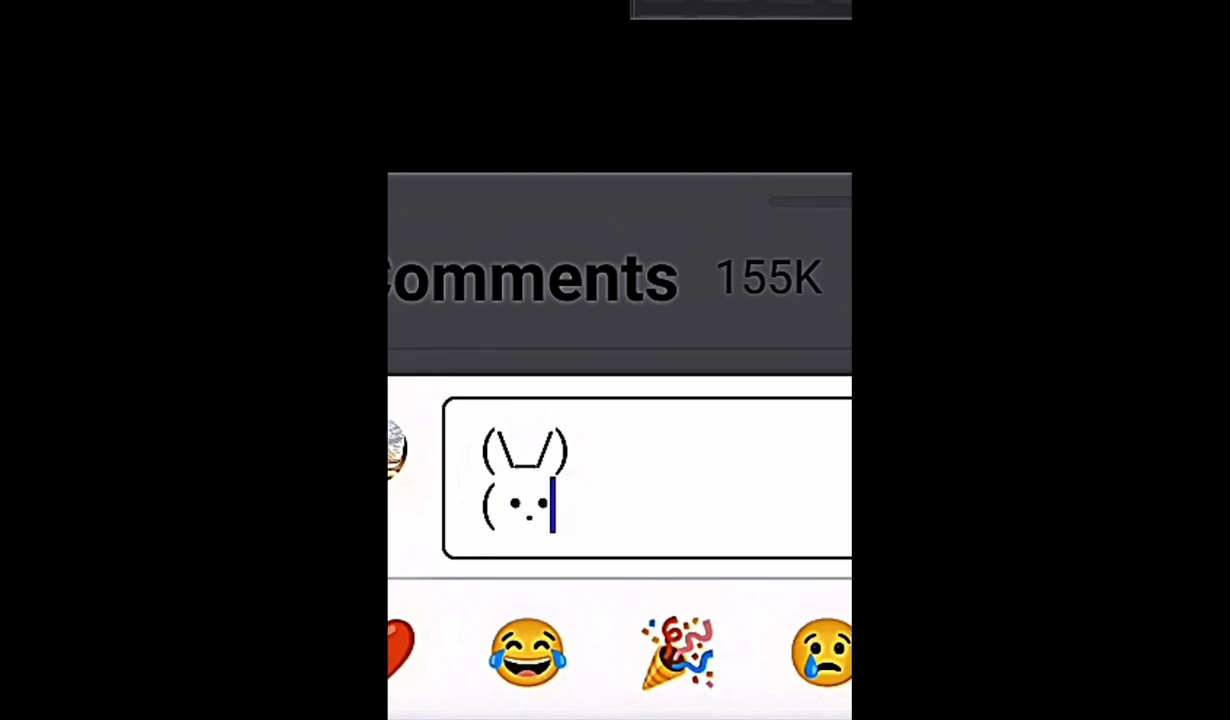 Comments 155K
(\_/)
( •.•